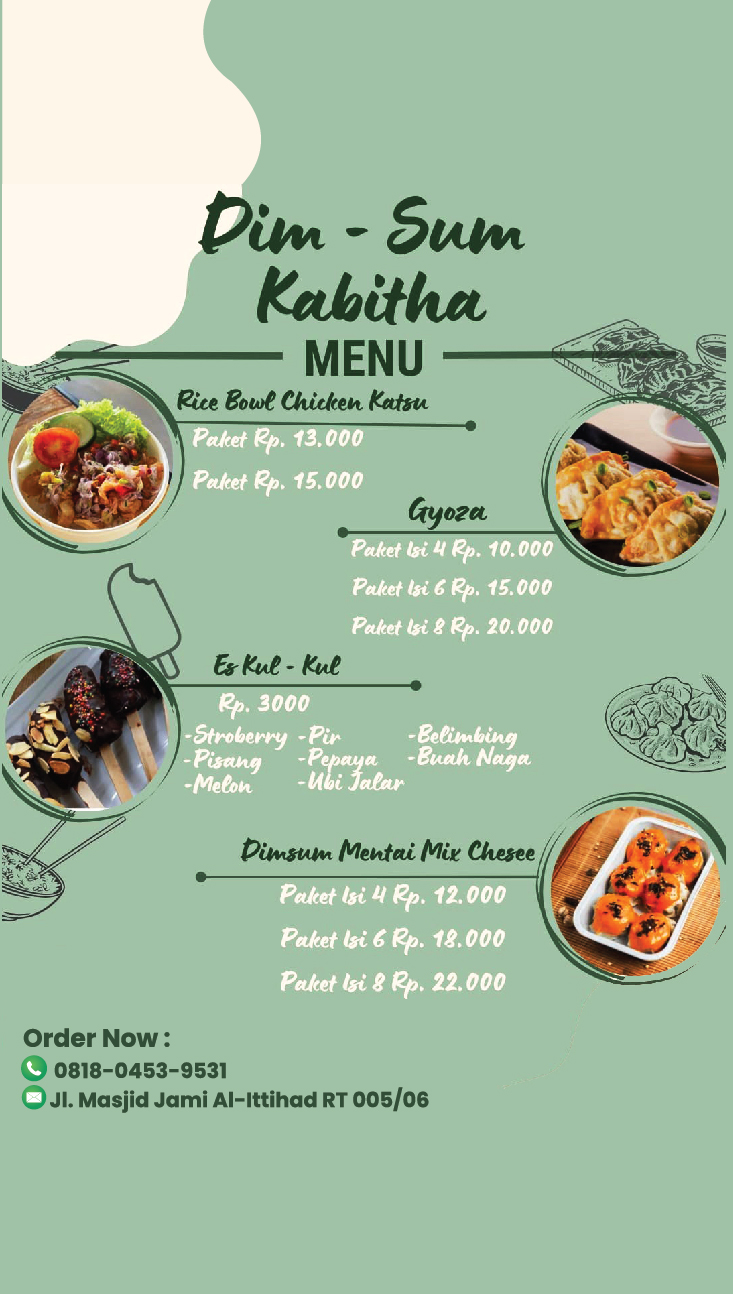 Dim - Sum
Kabitha
MENU
Rice Bowl Chicken Katsu
Paket Rp. 13.000
Paket Rp. 15.000
Gyoza
Paket Isi 4 Rp. 10.000
Paket Isi 6 Rp. 15.000
Paket Isi 8 Rp. 20.000
Es Kul - Kul
Rp. 3000
-Stroberry -Pir -Belimbing
-Pisang -Pepaya -Buah Naga
-Melon -Ubi Jalar
Dimsum Mentai Mix Chesee
Paket Isi 4 Rp. 12.000
Paket Isi 6 Rp. 18.000
Paket Isi 8 Rp. 22.000
Order Now :
0818-0453-9531
Jl. Masjid Jami Al-Ittihad RT 005/06